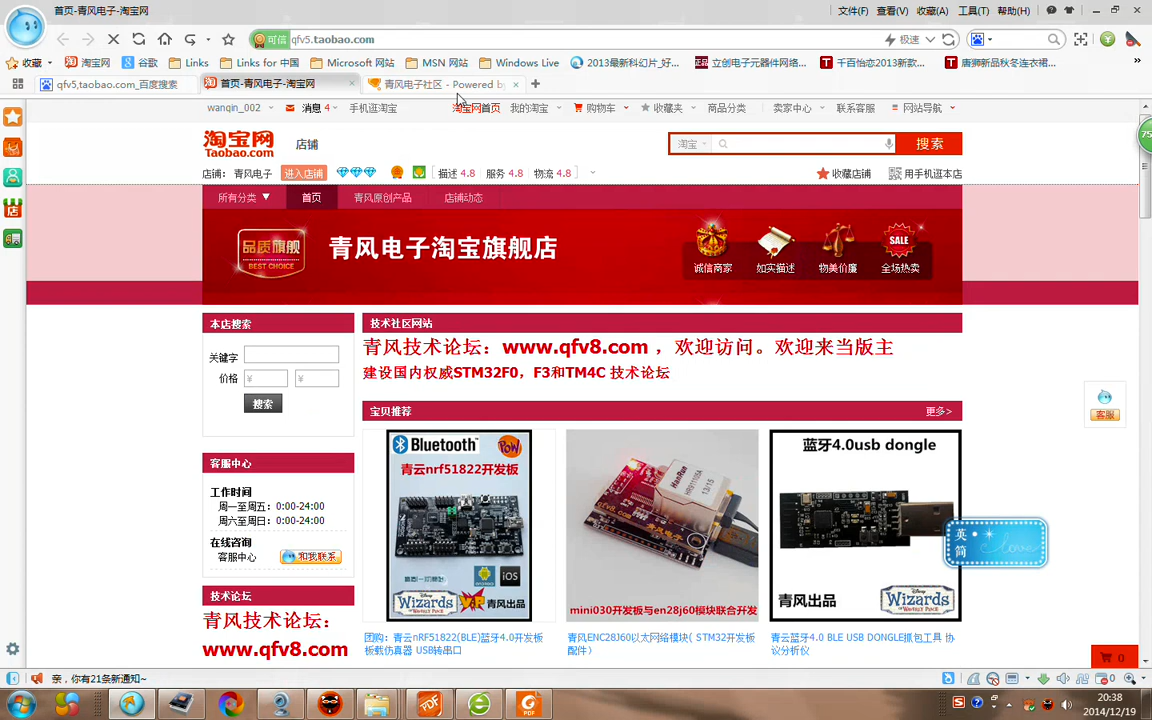 首页-青风电子-淘宝网
文件(F) 查看(V) 收藏(A) 工具(T) 帮助(H)
可信 qfv5.taobao.com
极速
收藏 淘宝网 谷歌 Links Links for 中国 Microsoft 网站 MSN 网站 Windows Live 2013最新科幻片_好... 立创电子元器件网络... 千百怡恋2013新款... 唐狮新品秋冬连衣裙..
qfv5,taobao.com_百度搜索 首页-青风电子-淘宝网 青风电子社区 - Powered by
wanqin_002 消息 4 手机逛淘宝 淘宝网首页 我的淘宝 购物车 收藏夹 商品分类 卖家中心 联系客服 网站导航
淘宝网 店铺
Taobao.com
淘宝 搜索
店铺: 青风电子 进入店铺 描述 4.8 服务 4.8 物流 4.8 收藏店铺 用手机逛本店
所有分类 首页 青风原创产品 店铺动态
品质旗舰
BEST CHOICE
青风电子淘宝旗舰店
SALE
诚信商家 如实描述 物美价廉 全场热卖
75
本店搜索
关键字
价格 ¥ ¥
搜索
技术社区网站
青风技术论坛：www.qfv8.com ，欢迎访问。欢迎来当版主
建设国内权威STM32F0，F3和TM4C 技术论坛
宝贝推荐 更多>
客服
客服中心
工作时间
周一至周五: 0:00-24:00
周六至周日: 0:00-24:00
在线咨询
客服中心 和我联系
技术论坛
青风技术论坛:
www.qfv8.com
Bluetooth POW
青云nrf51822开发板
iOS
Wizards
青风出品
团购：青云nRF51822(BLE)蓝牙4.0开发板
板载仿真器 USB转串口
HanRun
HR911105A
13/15
qfv8.com
青风电子
mini030开发板与en28j60模块联合开发
青风ENC28J60以太网络模块( STM32开发板
配件）
蓝牙4.0usb dongle
青风出品
Wizards
青云蓝牙4.0 BLE USB DONGLE抓包工具 协
议分析仪
英
简
love
0
亲，你有21条新通知~
0
100%
PDF
PDF
20:38
2014/12/19